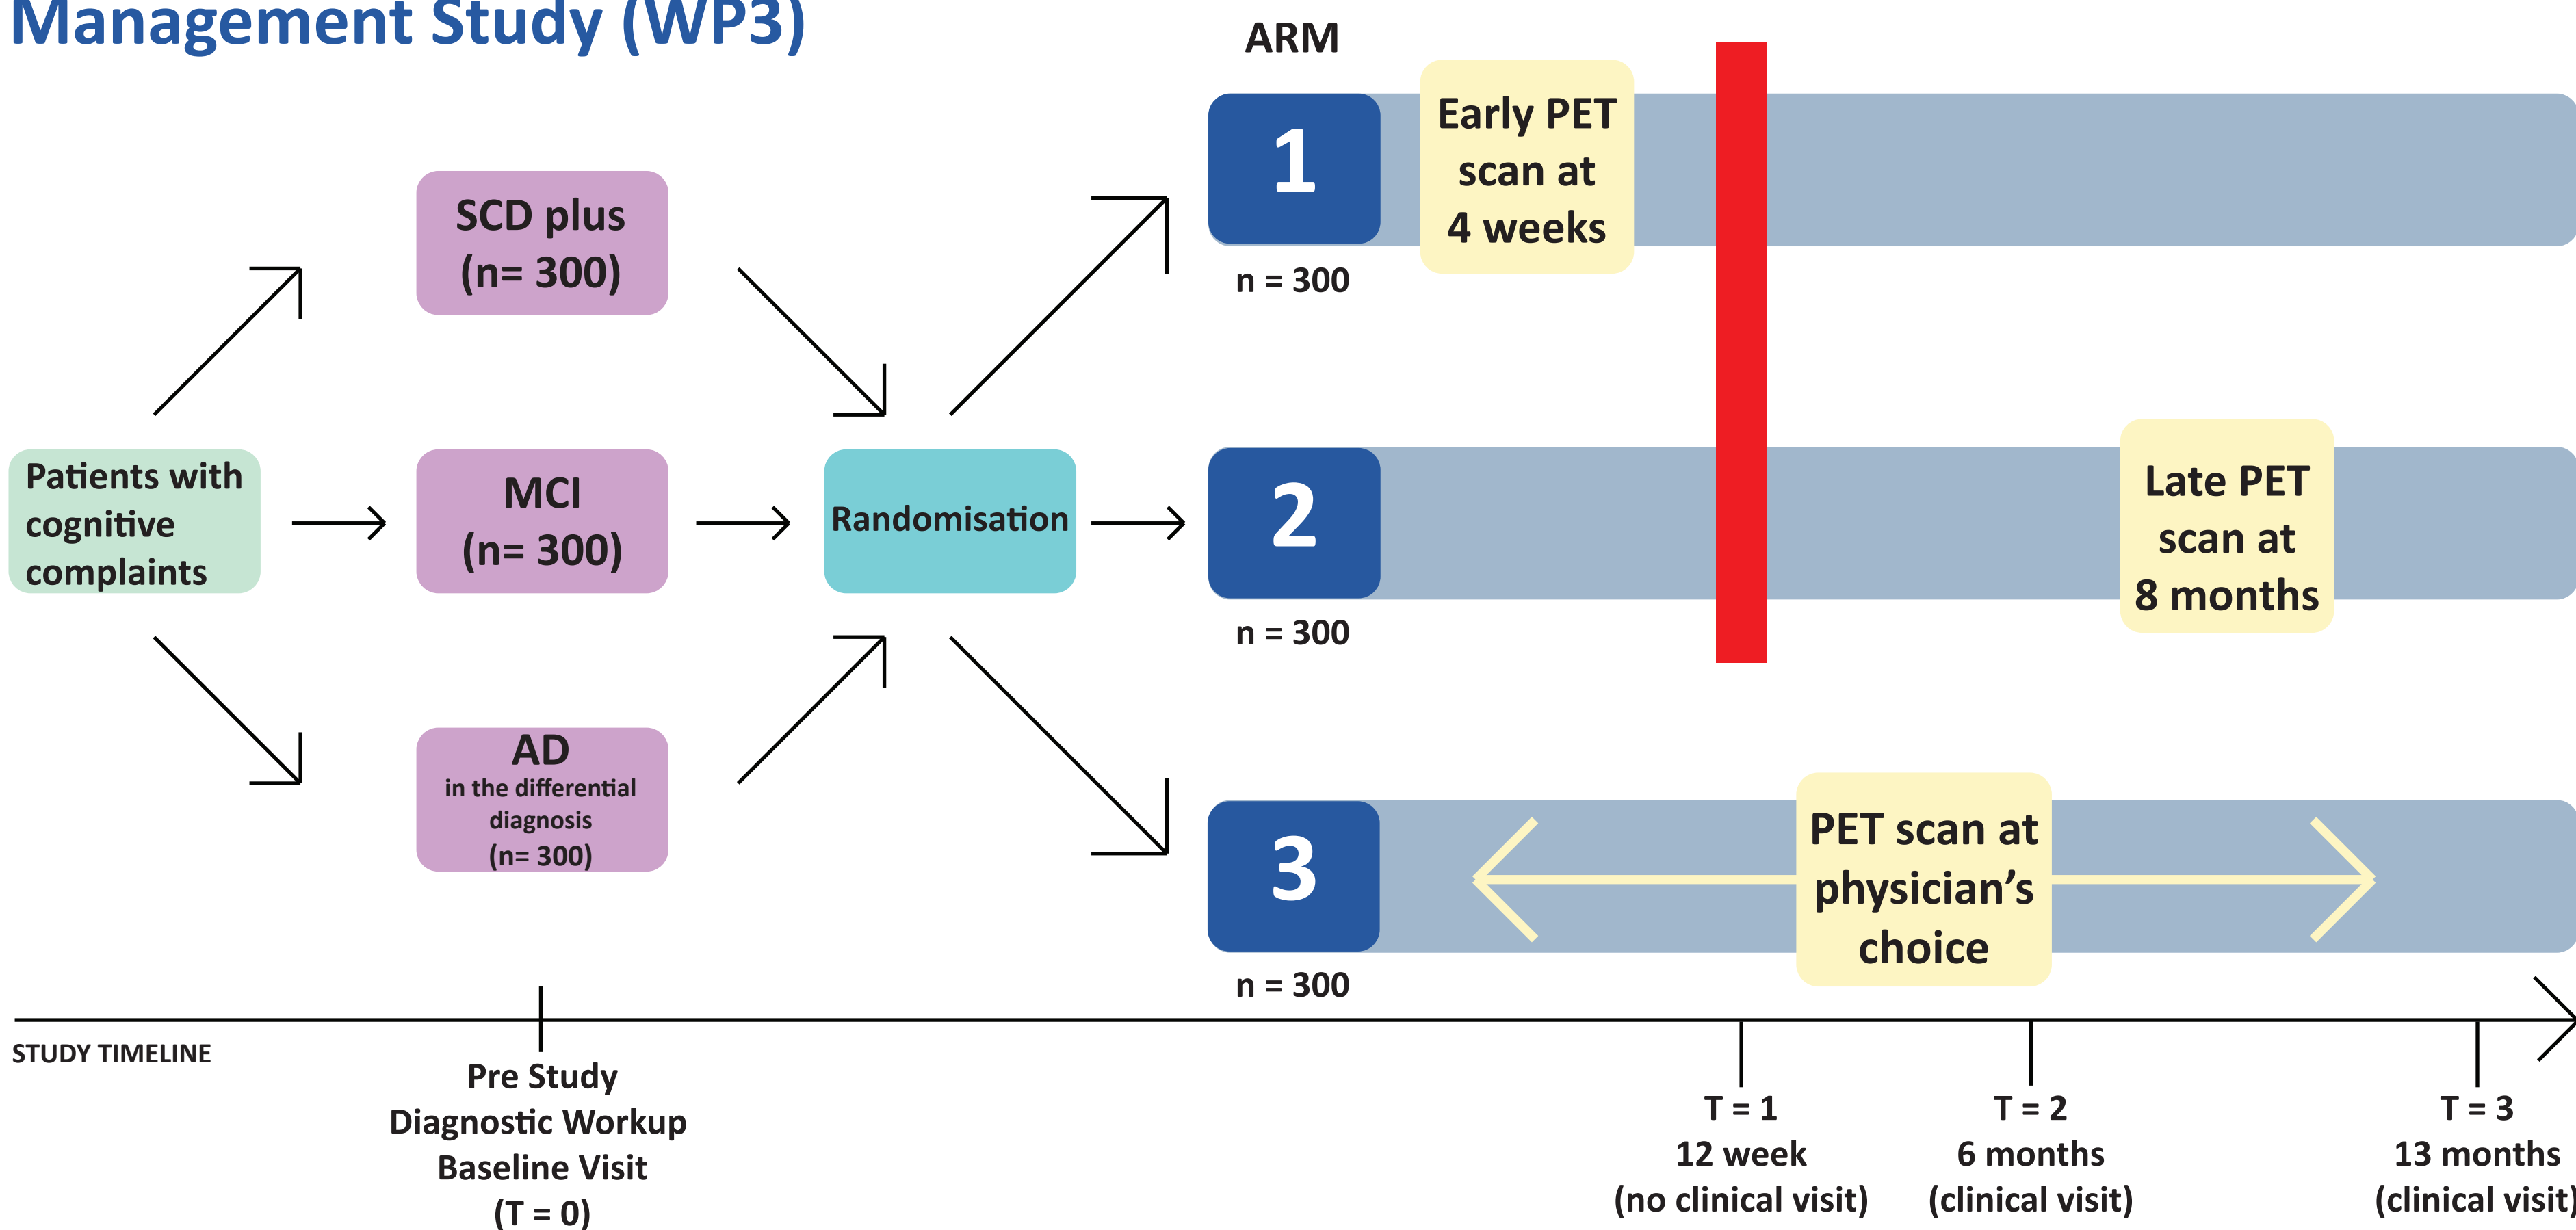 Management Study (WP3)
ARM
1
Early PET
scan at
4 weeks
n = 300
SCD plus
(n= 300)
Patients with
cognitive
complaints
MCI
(n= 300)
Randomisation
2
Late PET
scan at
8 months
n = 300
AD
in the differential
diagnosis
(n= 300)
3
PET scan at
physician’s
choice
n = 300
STUDY TIMELINE
Pre Study
Diagnostic Workup
Baseline Visit
(T = 0)
T = 1
12 week
(no clinical visit)
T = 2
6 months
(clinical visit)
T = 3
13 months
(clinical visit)